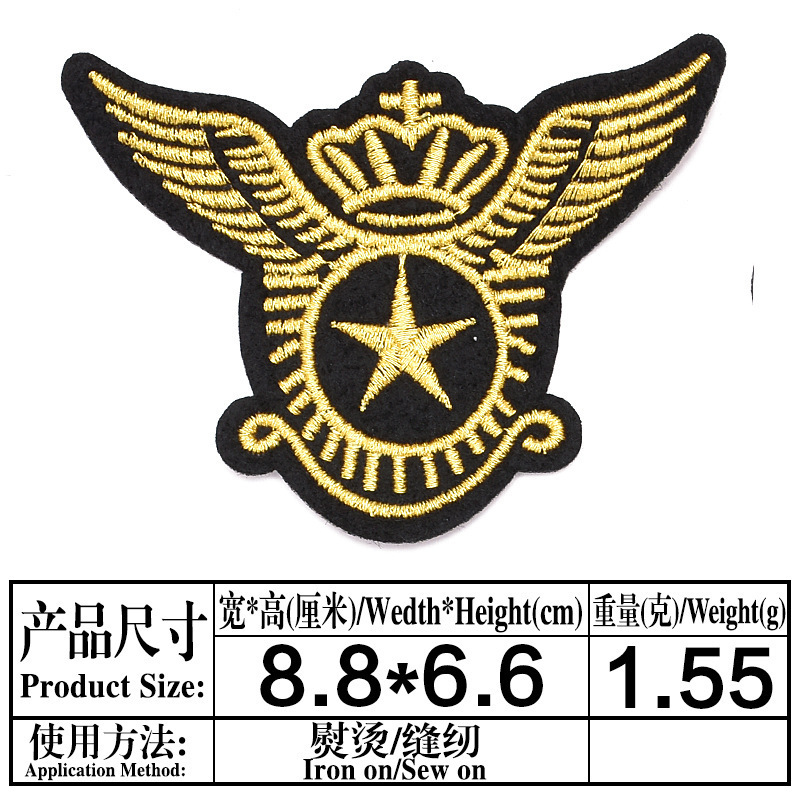 产品尺寸
Product Size:
宽*高(厘米)/Wedth*Height(cm)
重量(克)/Weight(g)
8.8*6.6
1.55
使用方法:
Application Method:
熨烫/缝纫
Iron on/Sew on